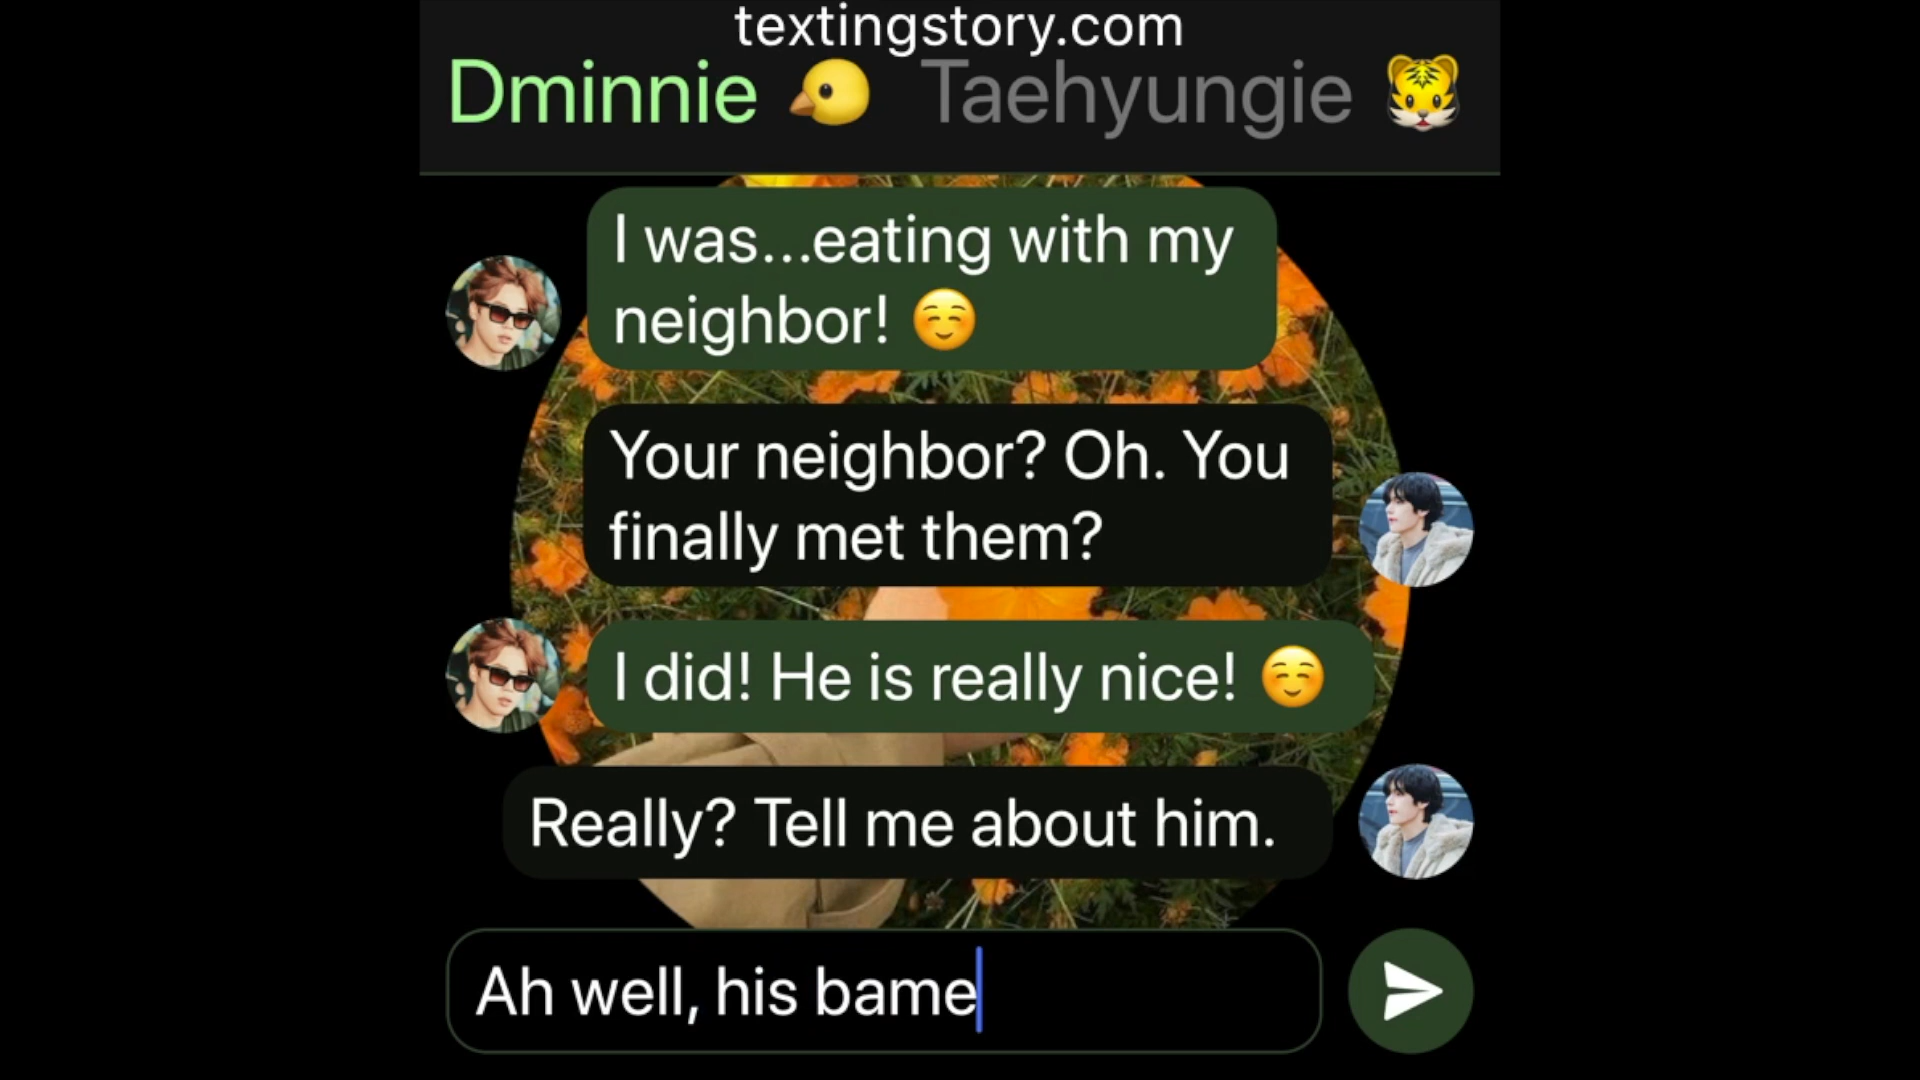 textingstory.com
Dminnie 🐤 Taehyungie 🐯
I was...eating with my
neighbor! ☺️
Your neighbor? Oh. You
finally met them?
I did! He is really nice! ☺️
Really? Tell me about him.
Ah well, his bame